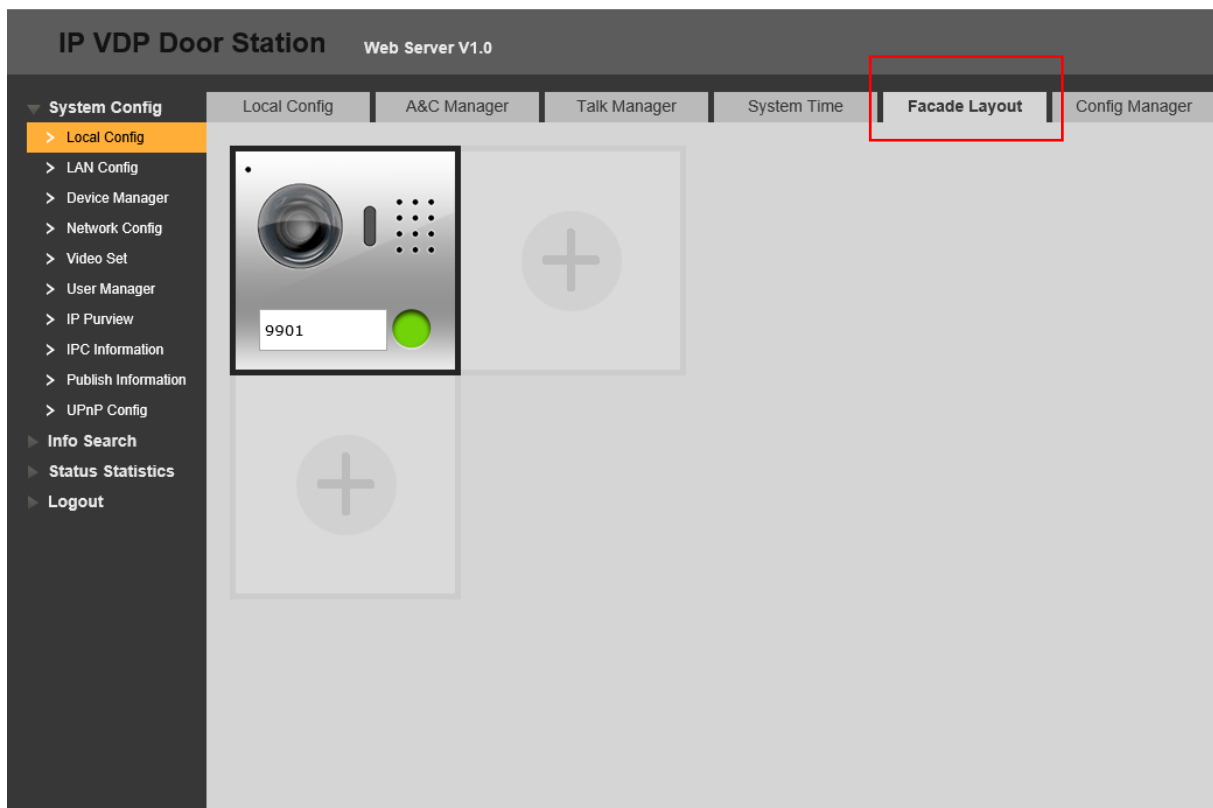 IP VDP Door Station Web Server V1.0
System Config
Local Config
LAN Config
Device Manager
Network Config
Video Set
User Manager
IP Purview
IPC Information
Publish Information
UPnP Config
Info Search
Status Statistics
Logout
Local Config A&C Manager Talk Manager System Time Facade Layout Config Manager
9901